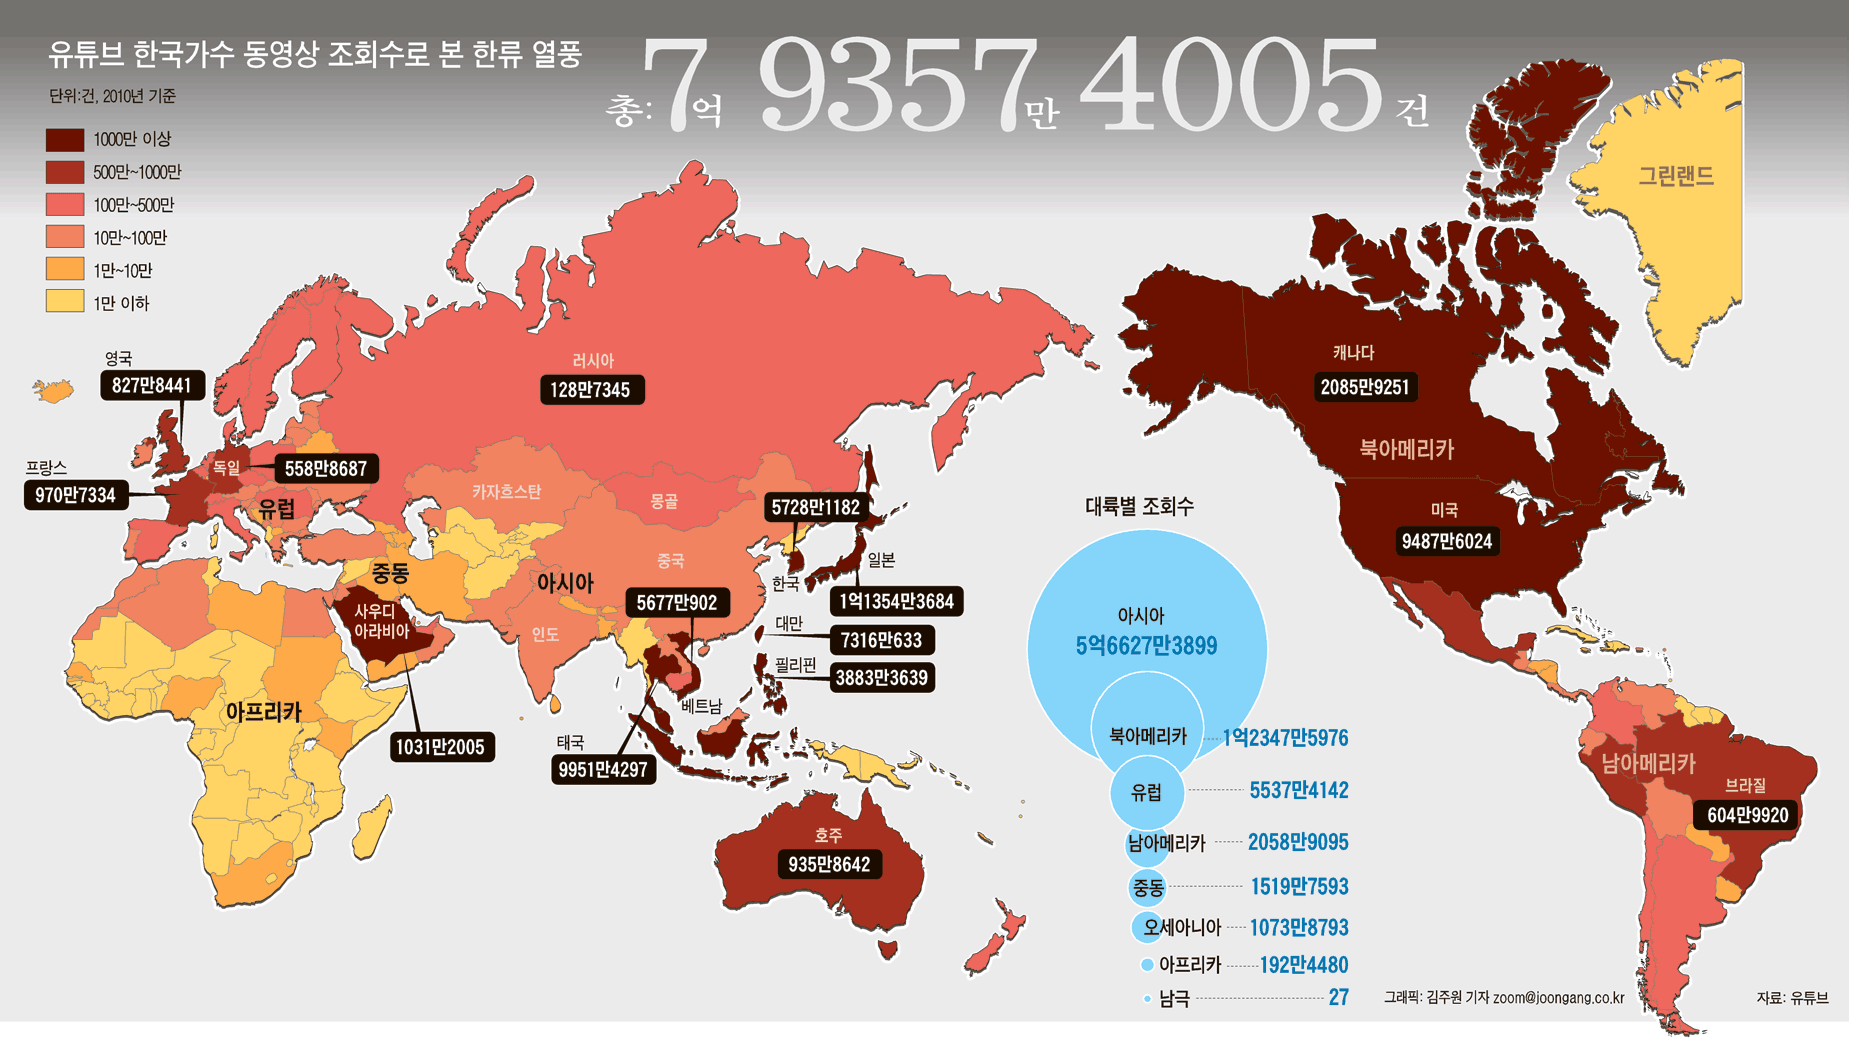 유튜브 한국가수 동영상 조회수로 본 한류 열풍
총: 7억 9357만 4005 건
단위:건, 2010년 기준
1000만 이상
500만~1000만
100만~500만
10만~100만
1만~10만
1만 이하
그린랜드
영국
827만8441
프랑스
970만7334
독일
558만8687
유럽
러시아
128만7345
카자흐스탄
몽골
중국
5728만1182
한국
일본
1억1354만3684
중동
아시아
사우디
아라비아
1031만2005
인도
5677만902
베트남
대만
7316만633
필리핀
3883만3639
태국
9951만4297
아프리카
호주
935만8642
캐나다
2085만9251
북아메리카
미국
9487만6024
남아메리카
브라질
604만9920
대륙별 조회수
아시아
5억6627만3899
북아메리카 1억2347만5976
유럽 5537만4142
남아메리카 2058만9095
중동 1519만7593
오세아니아 1073만8793
아프리카 192만4480
남극 27
그래픽: 김주원 기자 zoom@joongang.co.kr
자료: 유튜브